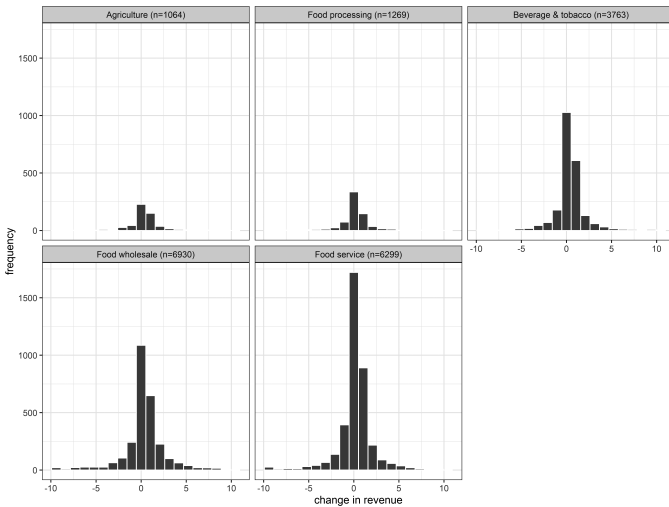 Agriculture (n=1064)
Food processing (n=1269)
Beverage & tobacco (n=3763)
1500
1000
500
0
-10 -5 0 5 10
Food wholesale (n=6930)
Food service (n=6299)
1500
1000
500
0
-10 -5 0 5 10
-10 -5 0 5 10
frequency
change in revenue